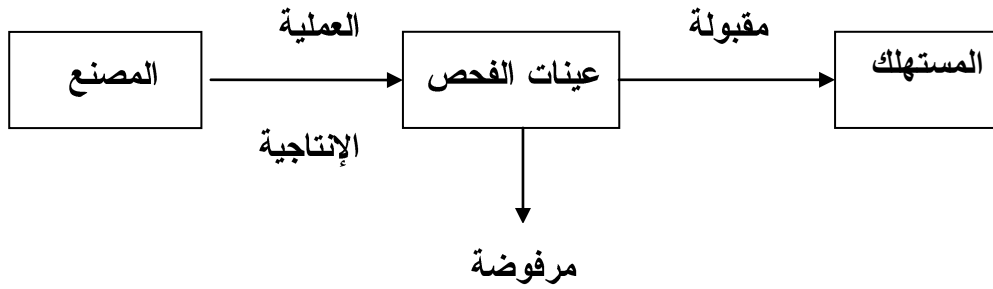 العملية
مقبولة
المصنع
عينات الفحص
المستهلك
الإنتاجية
مرفوضة